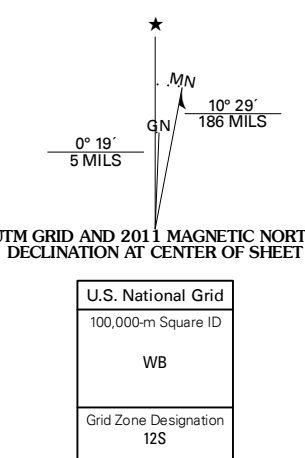 ★
MN
GN
10° 29´
186 MILS
0° 19´
5 MILS
UTM GRID AND 2011 MAGNETIC NORT
DECLINATION AT CENTER OF SHEET
U.S. National Grid
100,000-m Square ID
WB
Grid Zone Designation
12S